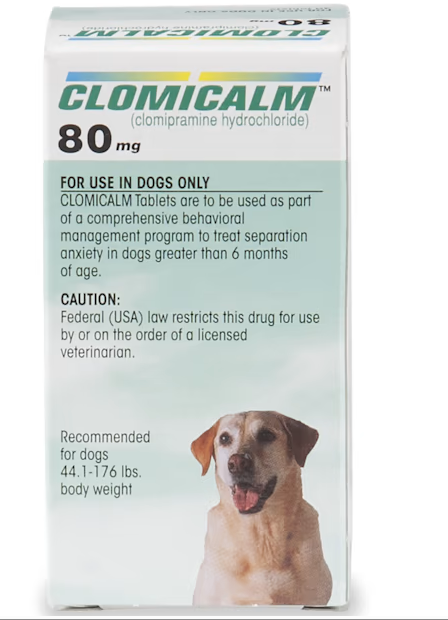 80 mg
CLOMICALM
(clomipramine hydrochloride)
CLOMICALM™
(clomipramine hydrochloride)
80 mg
FOR USE IN DOGS ONLY
CLOMICALM Tablets are to be used as part
of a comprehensive behavioral
management program to treat separation
anxiety in dogs greater than 6 months
of age.
CAUTION:
Federal (USA) law restricts this drug for use
by or on the order of a licensed
veterinarian.
Recommended
for dogs
44.1-176 lbs.
body weight